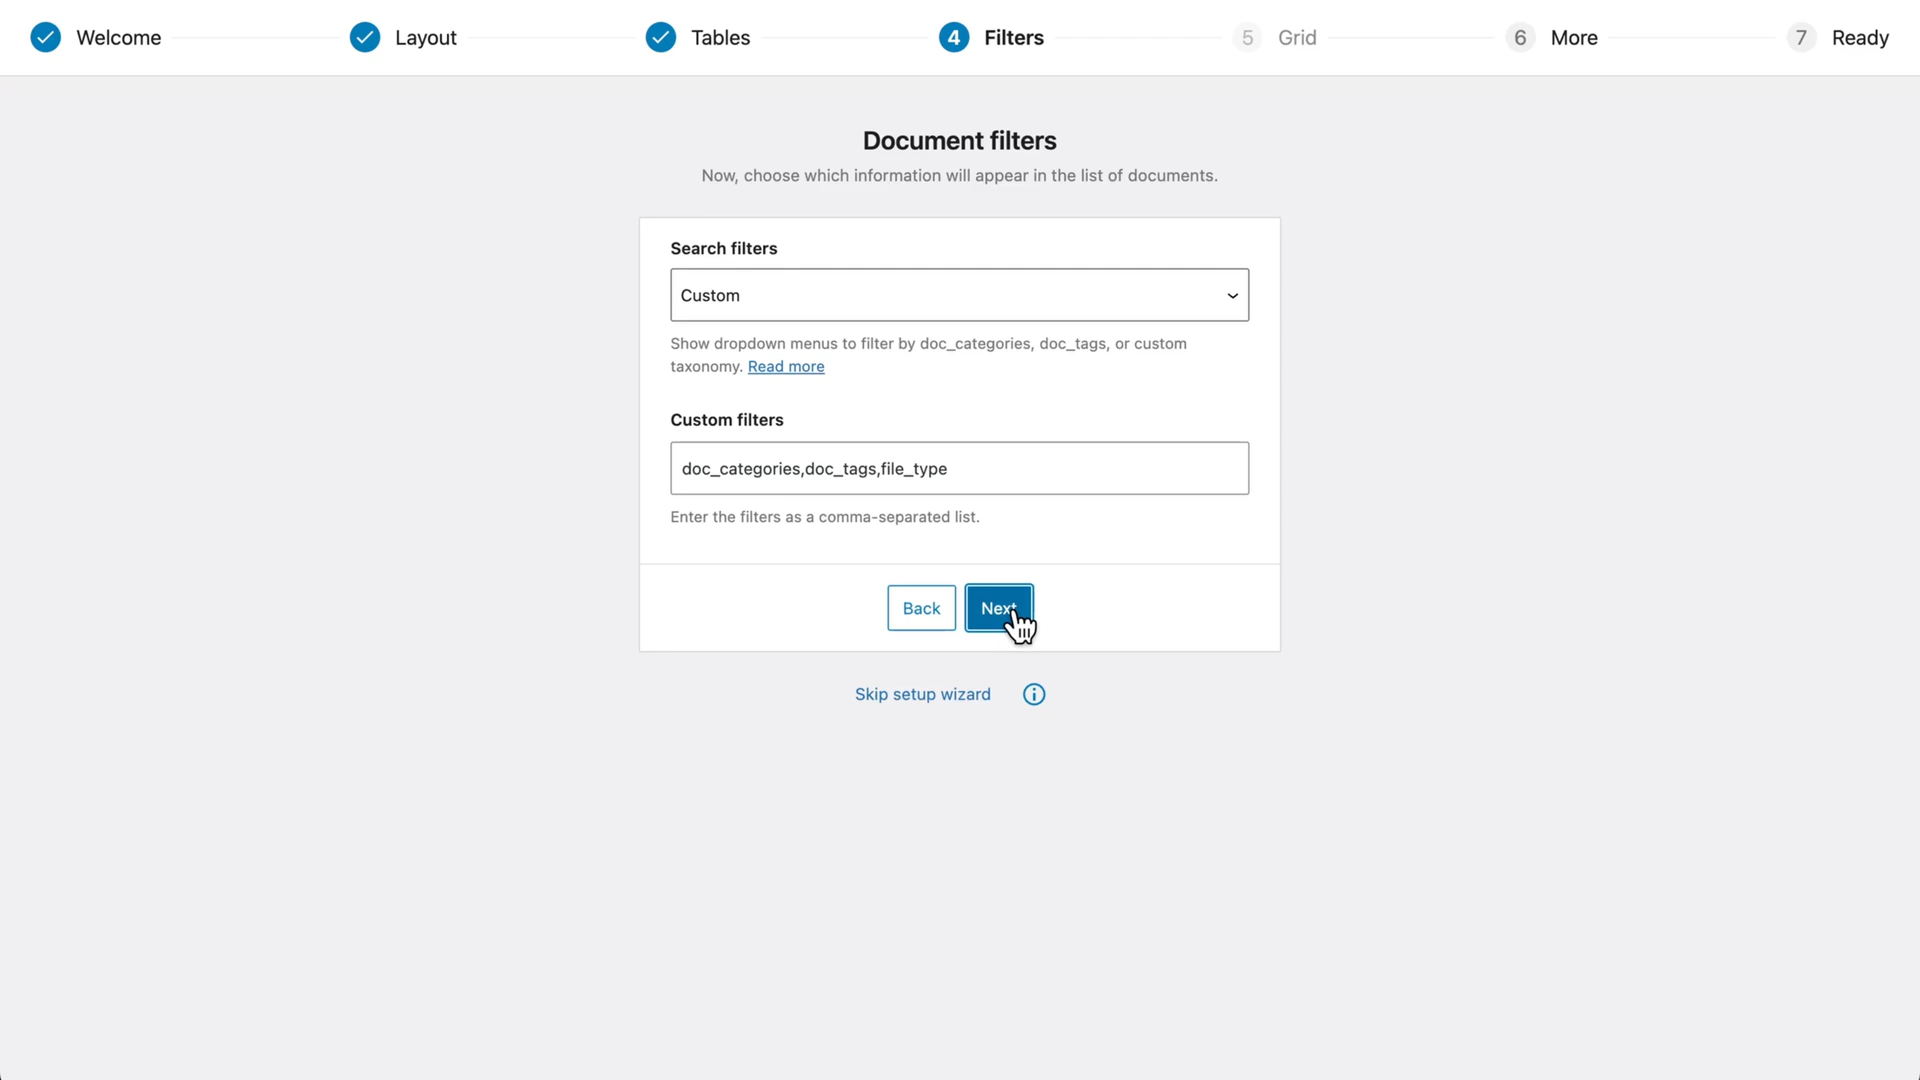 Welcome
Layout
Tables
4 Filters
5 Grid
6 More
7 Ready
Document filters
Now, choose which information will appear in the list of documents.
Search filters
Custom
Show dropdown menus to filter by doc_categories, doc_tags, or custom
taxonomy. Read more
Custom filters
doc_categories,doc_tags,file_type
Enter the filters as a comma-separated list.
Back Next
Skip setup wizard